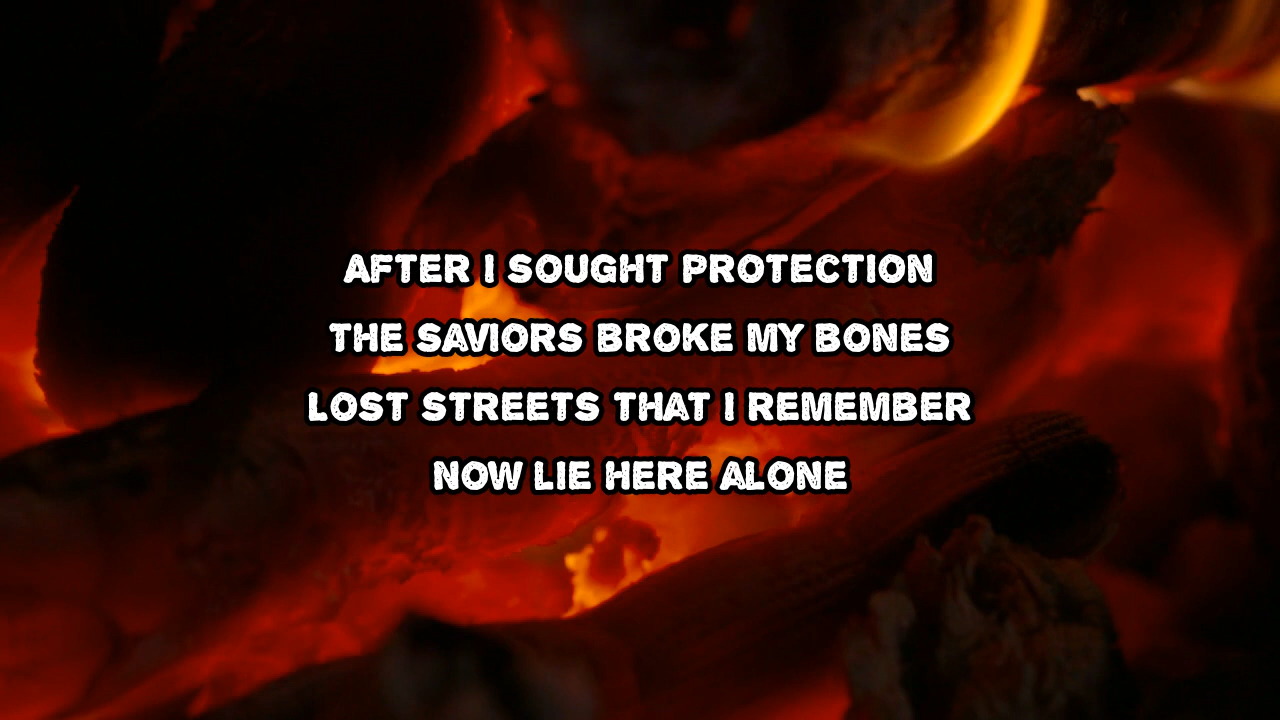 AFTER I SOUGHT PROTECTION
THE SAVIORS BROKE MY BONES
LOST STREETS THAT I REMEMBER
NOW LIE HERE ALONE